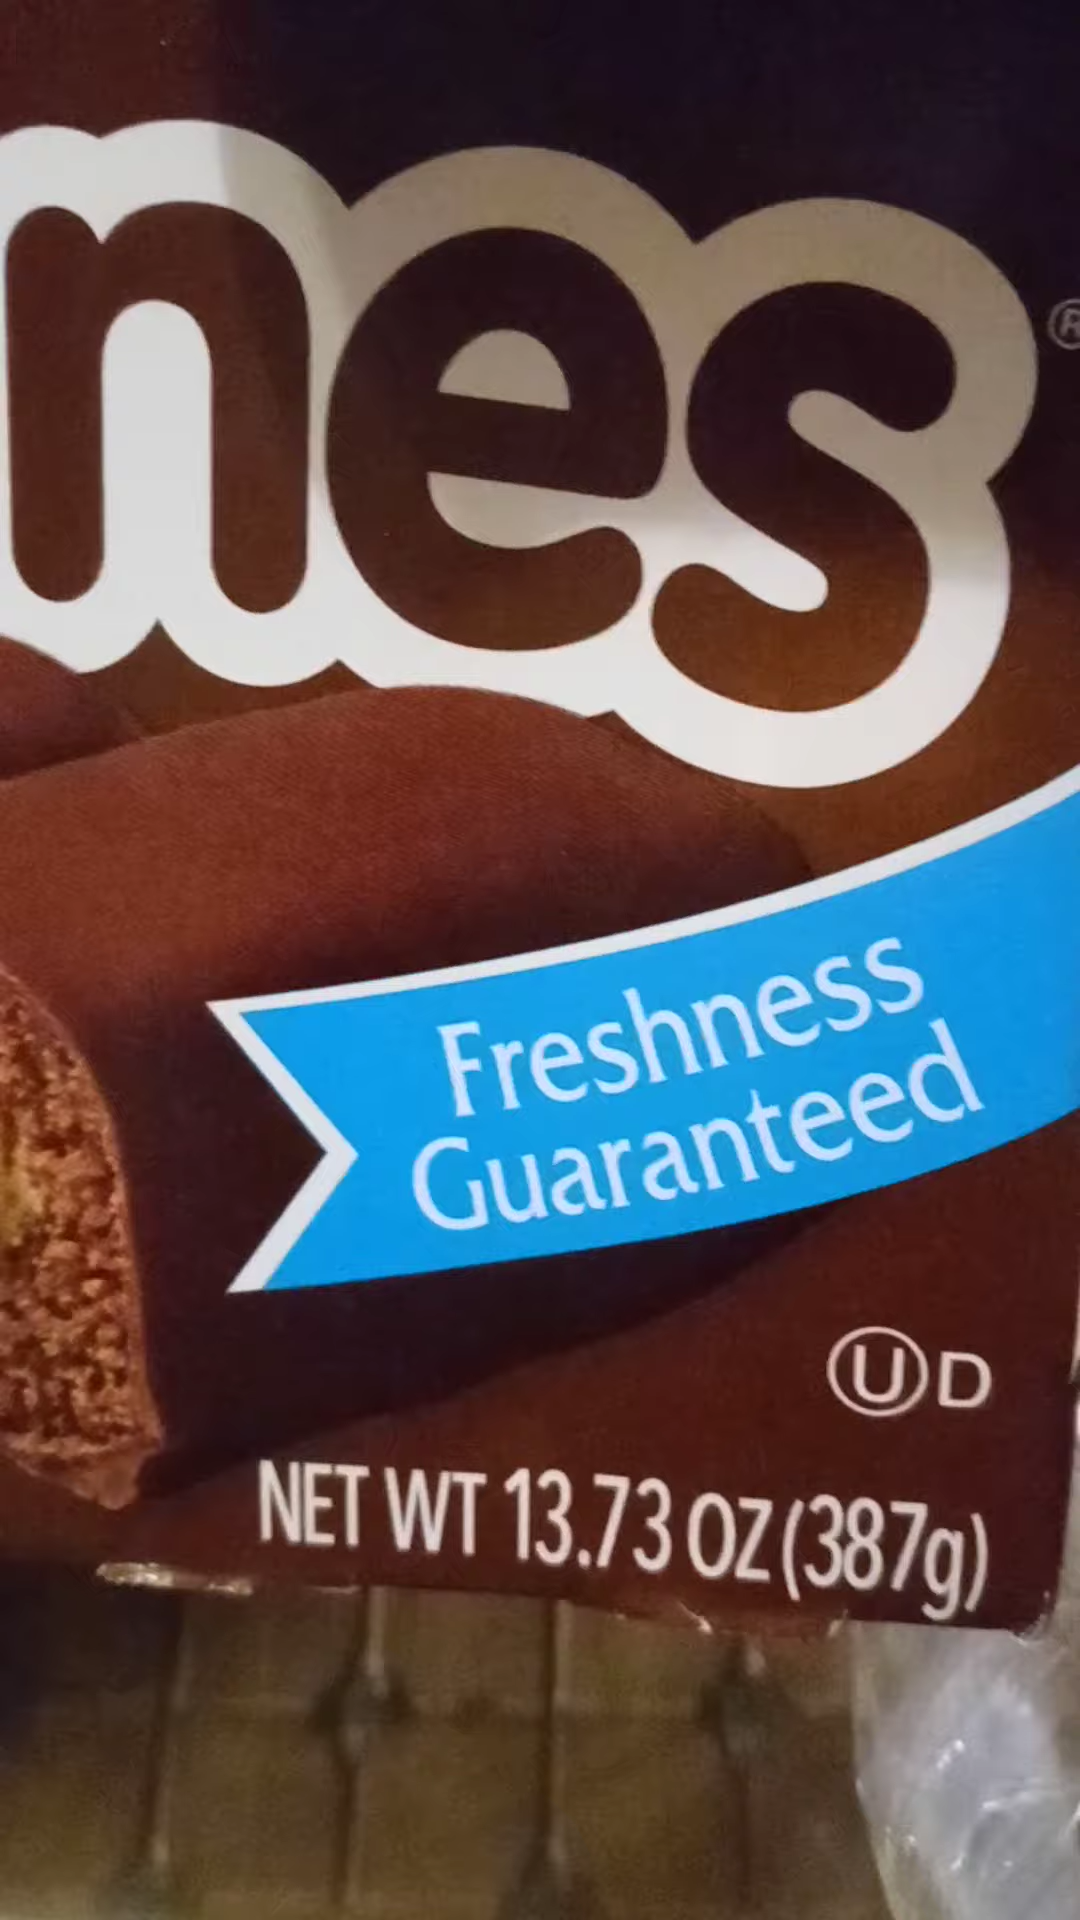 nes
®
Freshness
Guaranteed
Ⓤ D
NET WT 13.73 OZ (387g)